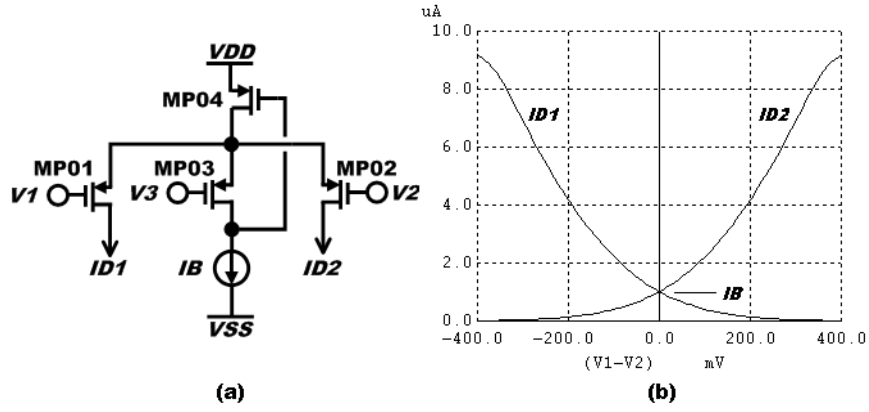 VDD
MP04
MP01
MP03
MP02
V1
V3
V2
ID1
IB
ID2
VSS
(a)
uA
10.0
8.0
6.0
4.0
2.0
0.0
ID1
ID2
IB
-400.0
-200.0
0.0
200.0
400.0
(V1-V2)
mV
(b)